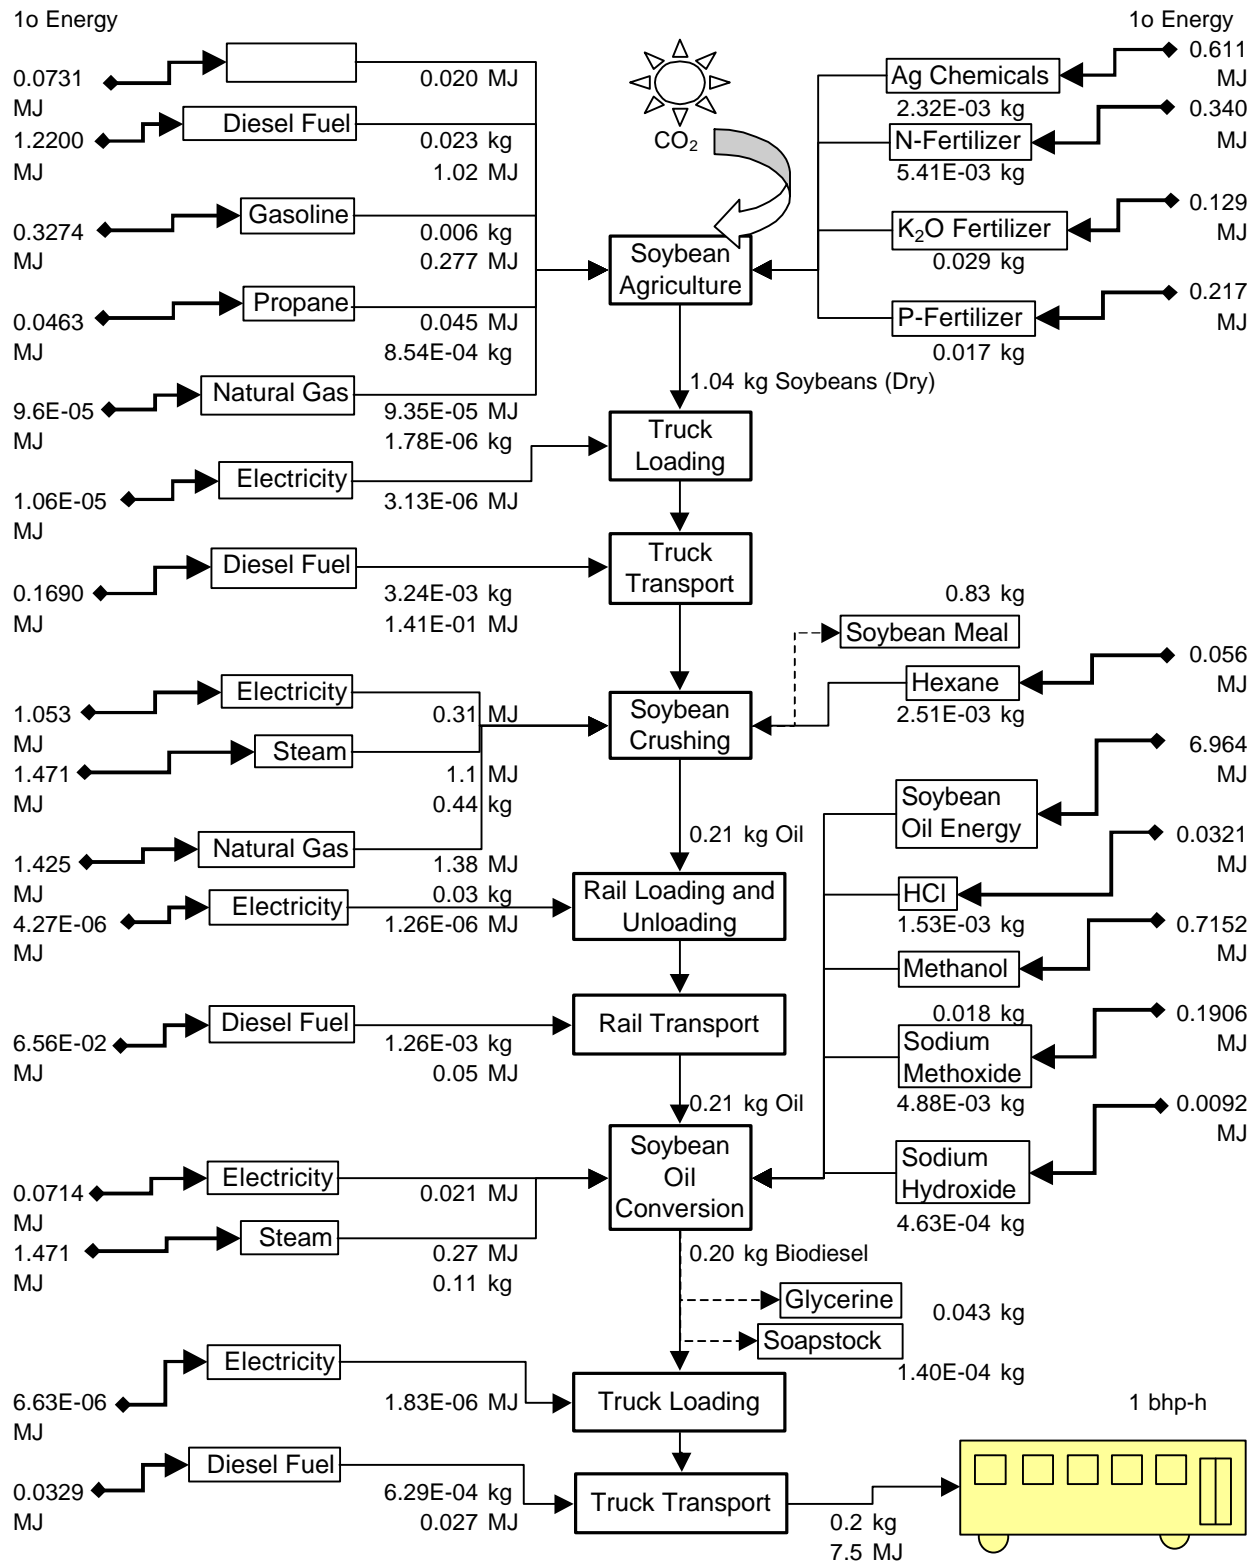 1o Energy
1o Energy
0.0731
MJ
0.020 MJ
1.2200
MJ
Diesel Fuel
0.023 kg
1.02 MJ
0.3274
MJ
Gasoline
0.006 kg
0.277 MJ
0.0463
MJ
Propane
0.045 MJ
8.54E-04 kg
9.6E-05
MJ
Natural Gas
9.35E-05 MJ
1.78E-06 kg
CO₂
Ag Chemicals
2.32E-03 kg
0.611
MJ
N-Fertilizer
5.41E-03 kg
0.340
MJ
K₂O Fertilizer
0.029 kg
0.129
MJ
P-Fertilizer
0.017 kg
0.217
MJ
Soybean
Agriculture
1.04 kg Soybeans (Dry)
1.06E-05
MJ
Electricity
3.13E-06 MJ
Truck
Loading
0.1690
MJ
Diesel Fuel
3.24E-03 kg
1.41E-01 MJ
Truck
Transport
0.83 kg
Soybean Meal
1.053
MJ
Electricity
0.31 MJ
1.471
MJ
Steam
1.1 MJ
0.44 kg
1.425
MJ
Natural Gas
1.38 MJ
0.03 kg
Soybean
Crushing
Hexane
2.51E-03 kg
0.056
MJ
0.21 kg Oil
Soybean
Oil Energy
6.964
MJ
HCl
1.53E-03 kg
0.0321
MJ
Methanol
0.018 kg
0.7152
MJ
Sodium
Methoxide
4.88E-03 kg
0.1906
MJ
Sodium
Hydroxide
4.63E-04 kg
0.0092
MJ
4.27E-06
MJ
Electricity
1.26E-06 MJ
Rail Loading and
Unloading
6.56E-02
MJ
Diesel Fuel
1.26E-03 kg
0.05 MJ
Rail Transport
0.21 kg Oil
0.0714
MJ
Electricity
0.021 MJ
1.471
MJ
Steam
0.27 MJ
0.11 kg
Soybean
Oil
Conversion
0.20 kg Biodiesel
Glycerine
0.043 kg
Soapstock
1.40E-04 kg
6.63E-06
MJ
Electricity
1.83E-06 MJ
Truck Loading
0.0329
MJ
Diesel Fuel
6.29E-04 kg
0.027 MJ
Truck Transport
0.2 kg
7.5 MJ
1 bhp-h